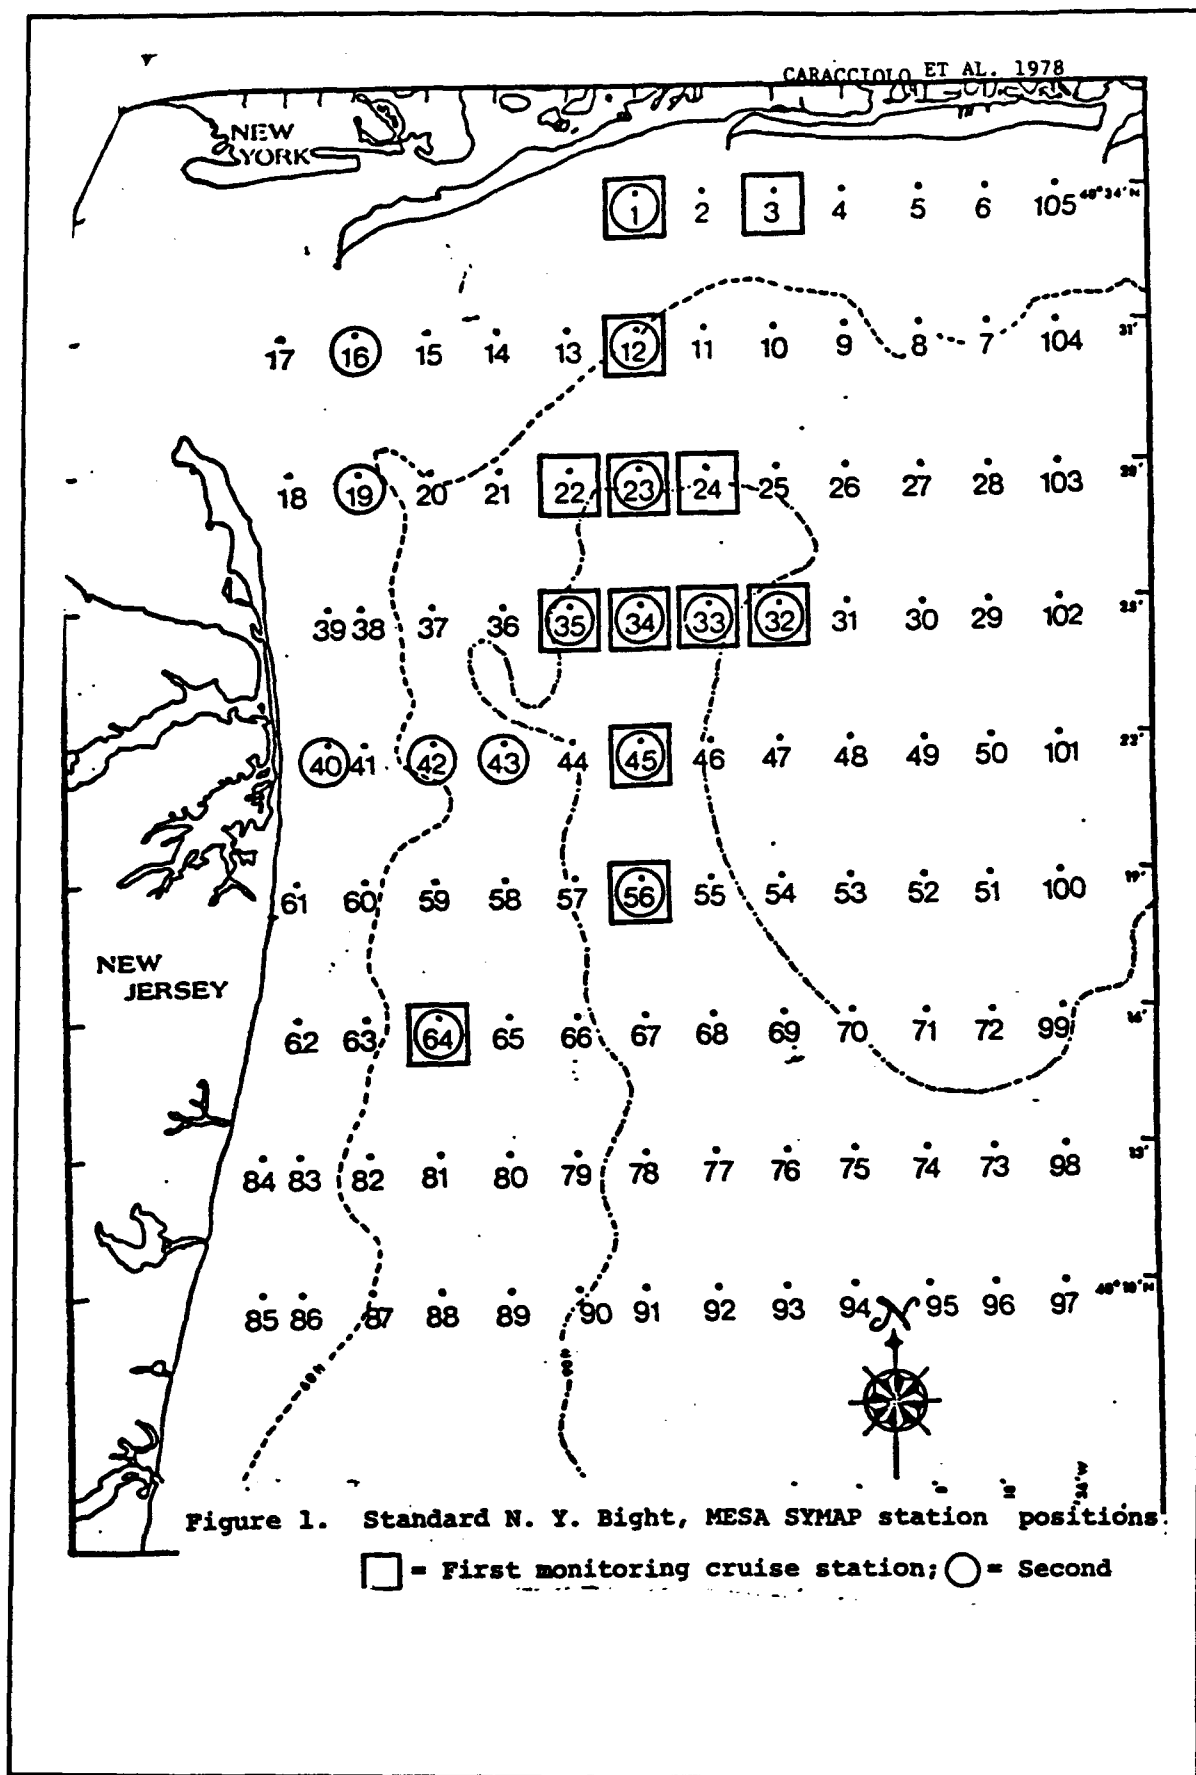 CARACCIOLO ET AL. 1978
NEW
YORK
1 2 3 4 5 6 105 40°34'N
17 16 15 14 13 12 11 10 9 8 7 104 31'
18 19 20 21 22 23 24 25 26 27 28 103 28'
39 38 37 36 35 34 33 32 31 30 29 102 25'
40 41 42 43 44 45 46 47 48 49 50 101 22'
61 60 59 58 57 56 55 54 53 52 51 100 19'
NEW
JERSEY
62 63 64 65 66 67 68 69 70 71 72 99 16'
84 83 82 81 80 79 78 77 76 75 74 73 98 13'
85 86 87 88 89 90 91 92 93 94 95 96 97 40°10'N
N
Figure 1. Standard N. Y. Bight, MESA SYMAP station positions.
= First monitoring cruise station; = Second